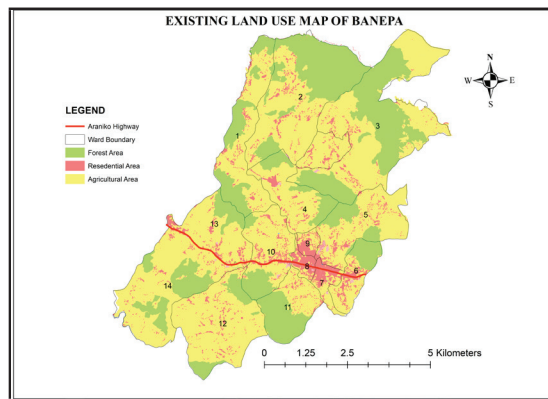 EXISTING LAND USE MAP OF BANEPA
N
W E
S
LEGEND
Araniko Highway
Ward Boundary
Forest Area
Resedential Area
Agricultural Area
2
3
1
4
5
13
9
10
8
6
7
14
11
12
0 1.25 2.5 5 Kilometers